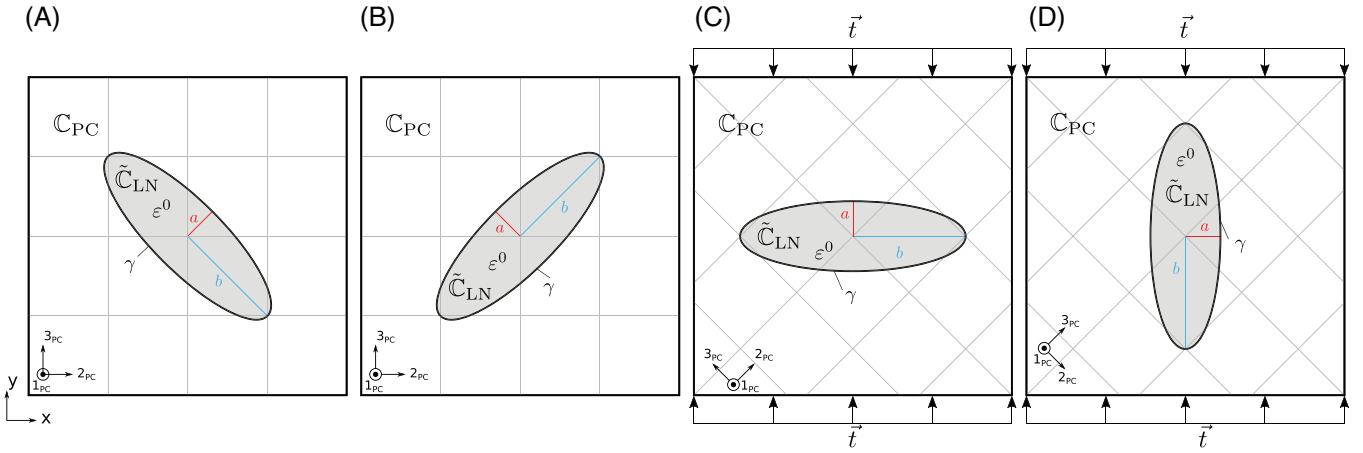 (A)
ℂPC
ℂ̃LN
ε⁰
a
b
γ
3PC
2PC
1PC
y
x
(B)
ℂPC
a
b
ε⁰
ℂ̃LN
γ
3PC
2PC
1PC
(C)
t⃗
ℂPC
a
ℂ̃LN
ε⁰
b
γ
3PC
2PC
1PC
t⃗
(D)
t⃗
ℂPC
ε⁰
ℂ̃LN
a
γ
b
3PC
1PC
2PC
t⃗